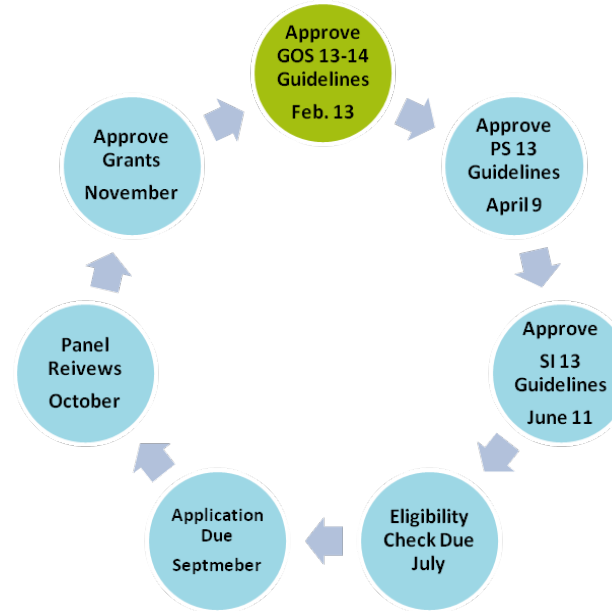 Approve
GOS 13-14
Guidelines
Feb. 13
Approve
PS 13
Guidelines
April 9
Approve
SI 13
Guidelines
June 11
Eligibility
Check Due
July
Application
Due
Septmeber
Panel
Reivews
October
Approve
Grants
November